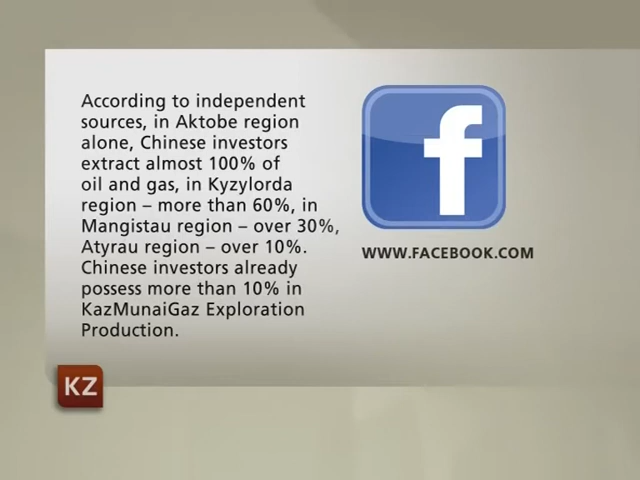 According to independent
sources, in Aktobe region
alone, Chinese investors
extract almost 100% of
oil and gas, in Kyzylorda
region – more than 60%, in
Mangistau region – over 30%,
Atyrau region – over 10%.
Chinese investors already
possess more than 10% in
KazMunaiGaz Exploration
Production.
f
WWW.FACEBOOK.COM
KZ